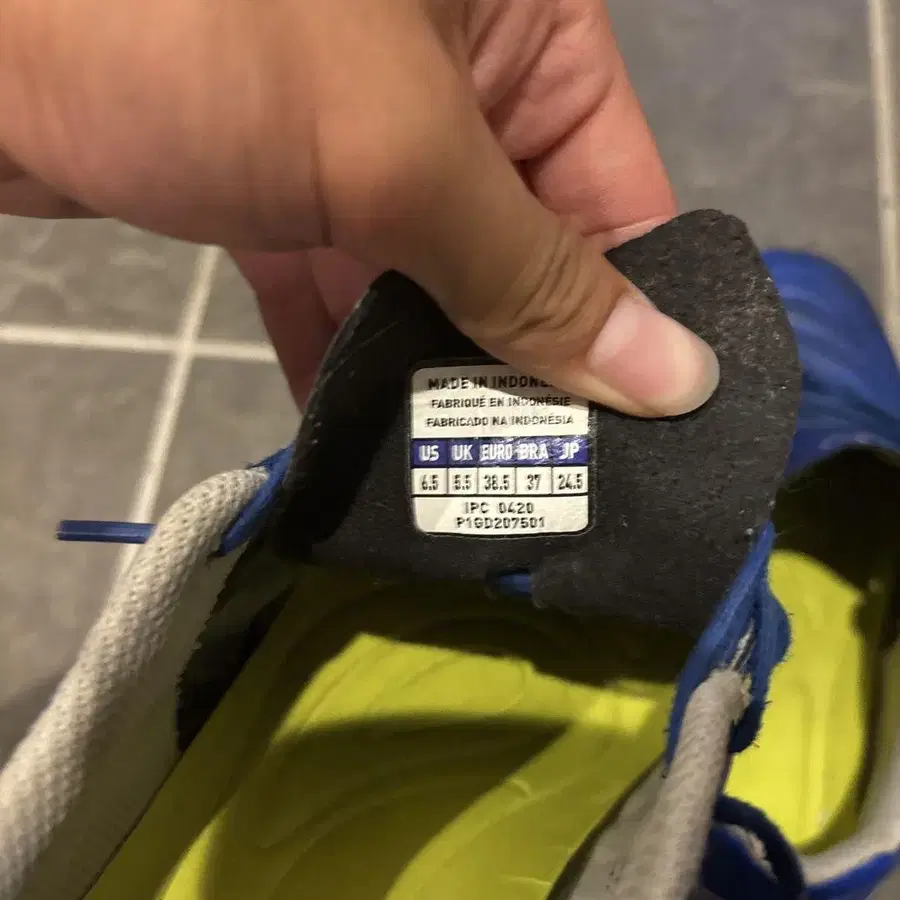 MADE IN INDONE
FABRIQUÉ EN INDONÉSIE
FABRICADO NA INDONÉSIA
US UK EURO BRA JP
6.5 5.5 38.5 37 24.5
IPC 0420
P1GD207501